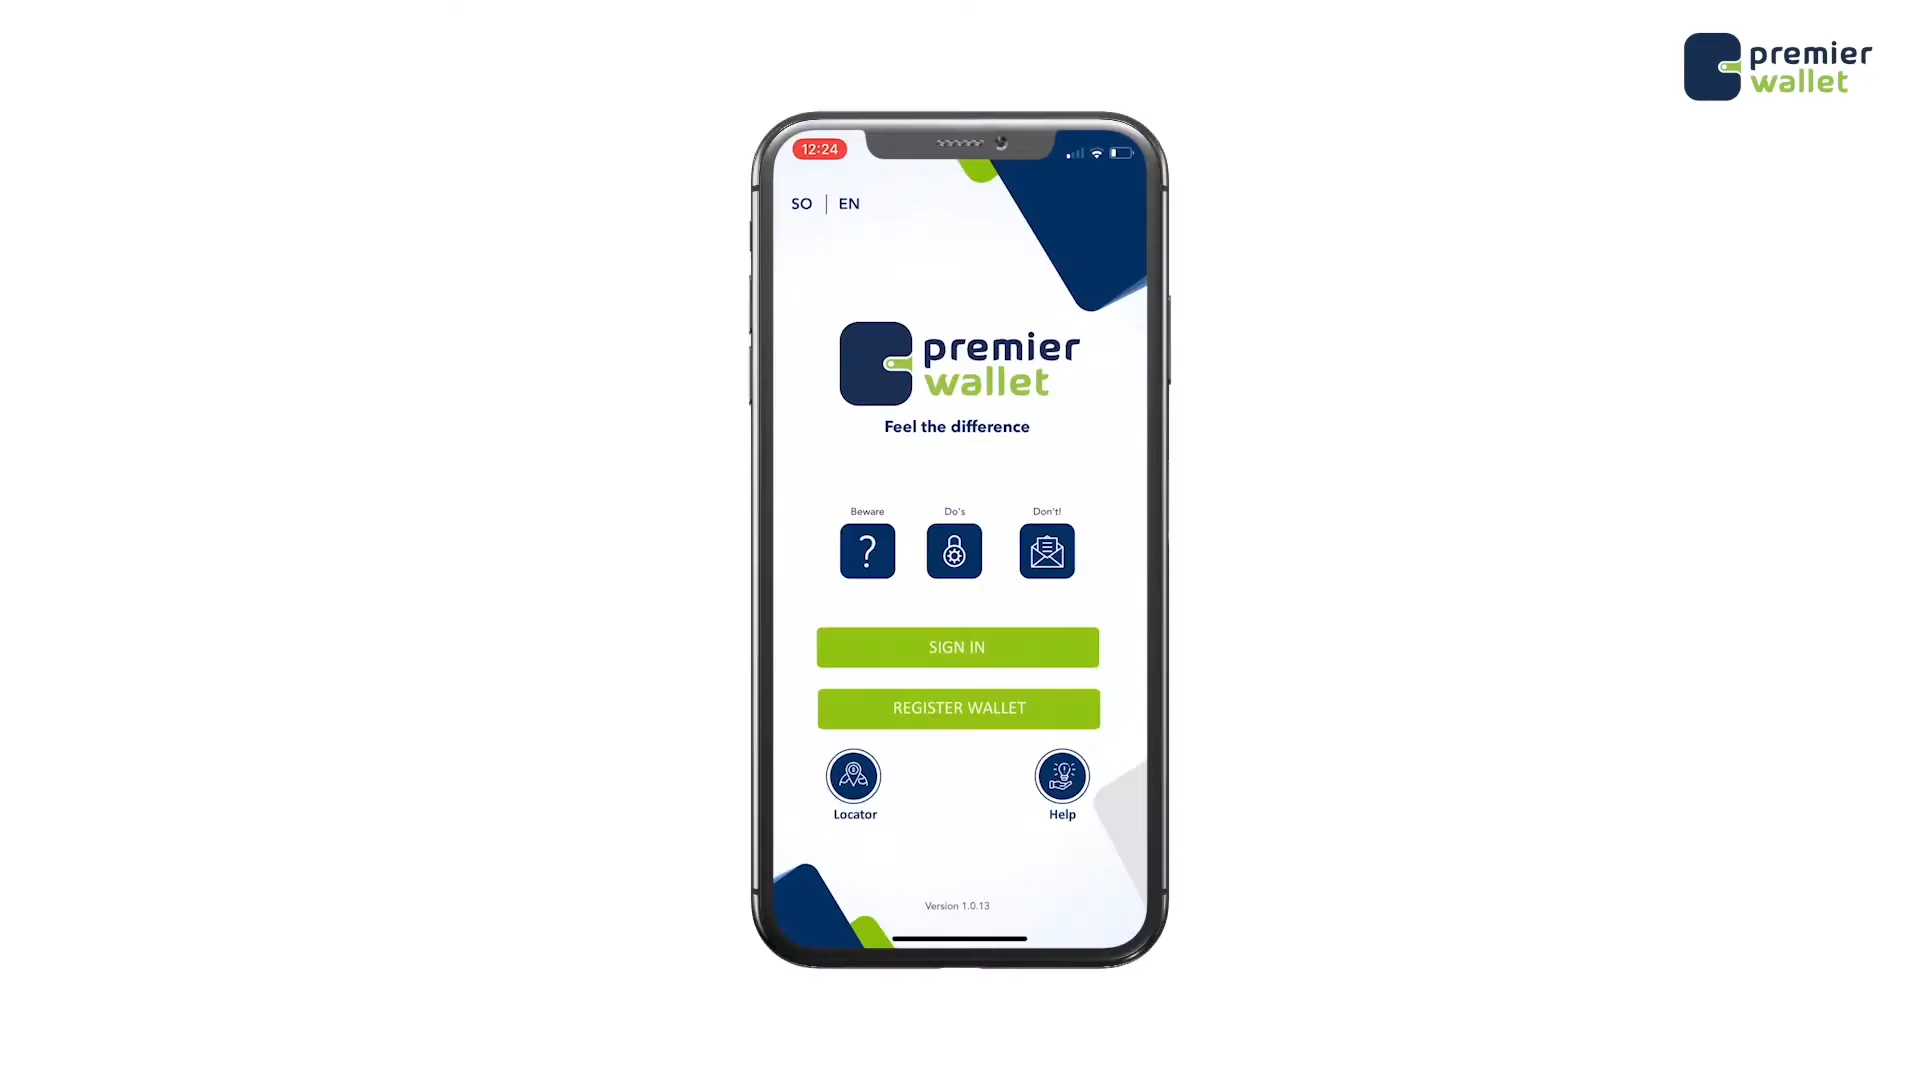 premier
wallet
12:24
SO | EN
premier
wallet
Feel the difference
Beware
Do's
Don't!
?
SIGN IN
REGISTER WALLET
Locator
Help
Version 1.0.13